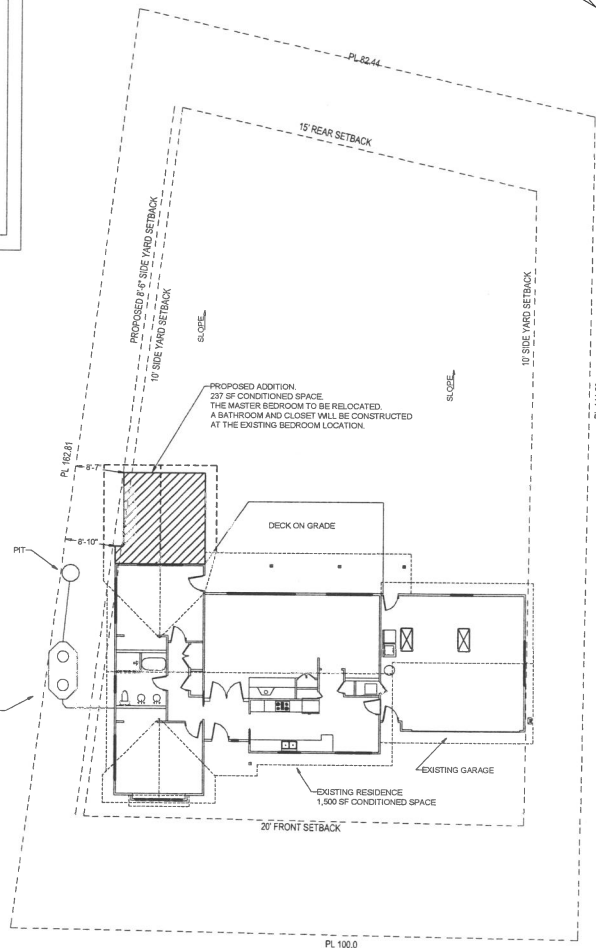 PL 82.44
15' REAR SETBACK
PROPOSED 8'-6" SIDE YARD SETBACK
10' SIDE YARD SETBACK
10' SIDE YARD SETBACK
SLOPE
SLOPE
PROPOSED ADDITION.
237 SF CONDITIONED SPACE.
THE MASTER BEDROOM TO BE RELOCATED.
A BATHROOM AND CLOSET WILL BE CONSTRUCTED
AT THE EXISTING BEDROOM LOCATION.
PL 162.81
8'-7"
8'-10"
DECK ON GRADE
PIT
EXISTING GARAGE
EXISTING RESIDENCE
1,500 SF CONDITIONED SPACE
20' FRONT SETBACK
PL 100.0